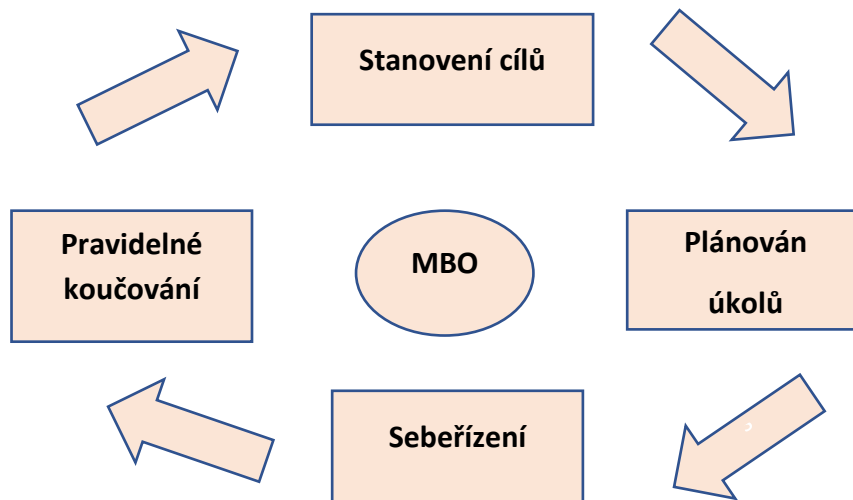 Stanovení cílů
Pravidelné
koučování
MBO
Plánován
úkolů
Sebeřízení